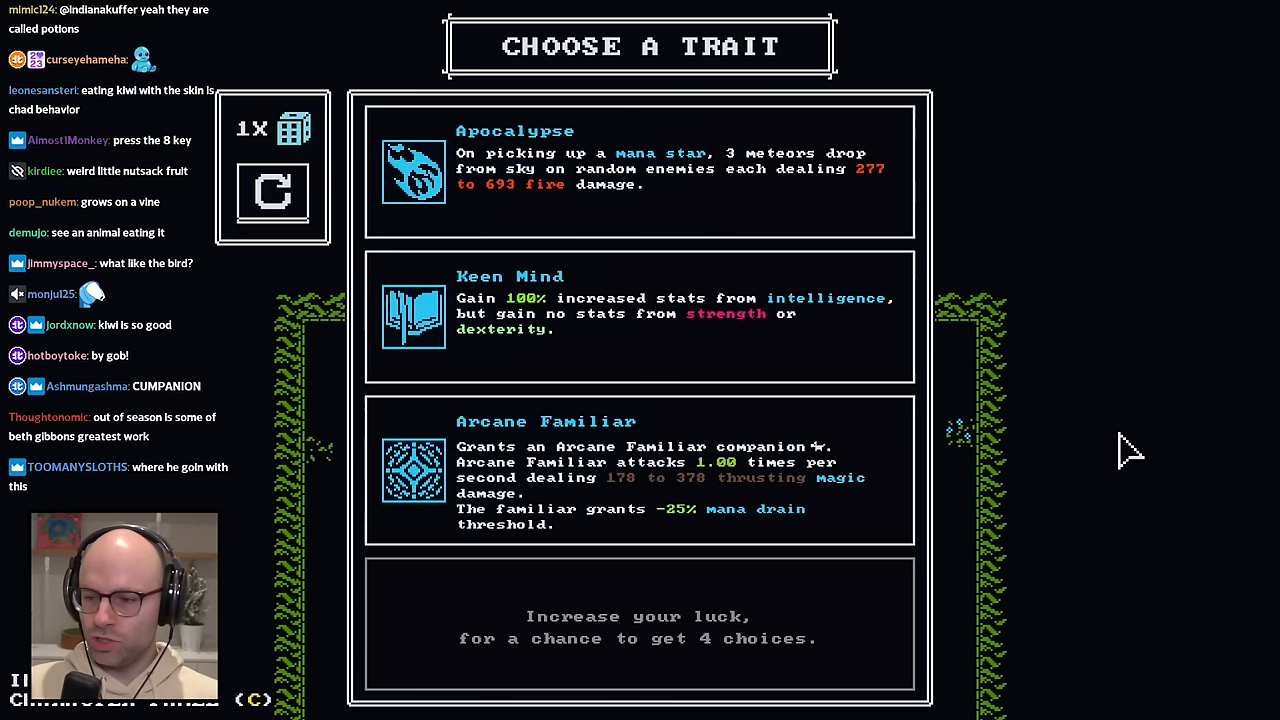 mimic124: @indianakuffer yeah they are
called potions
curseyehameha:
leonesansteri: eating kiwi with the skin is
chad behavior
Almost1Monkey: press the 8 key
kirdiee: weird little nutsack fruit
poop_nukem: grows on a vine
demujo: see an animal eating it
jimmyspace_: what like the bird?
monju125:
jordxnow: kiwi is so good
hotboytoke: by gob!
Ashmungashma: CUMPANION
Thoughtonomic: out of season is some of
beth gibbons greatest work
TOOMANYSLOTHS: where he goin with
this
CHOOSE A TRAIT
1X
C
Apocalypse
On picking up a mana star, 3 meteors drop
from sky on random enemies each dealing 277
to 693 fire damage.
Keen Mind
Gain 100% increased stats from intelligence,
but gain no stats from strength or
dexterity.
Arcane Familiar
Grants an Arcane Familiar companion.
Arcane Familiar attacks 1.00 times per
second dealing 178 to 378 thrusting magic
damage.
The familiar grants -25% mana drain
threshold.
Increase your luck,
for a chance to get 4 choices.
(C)